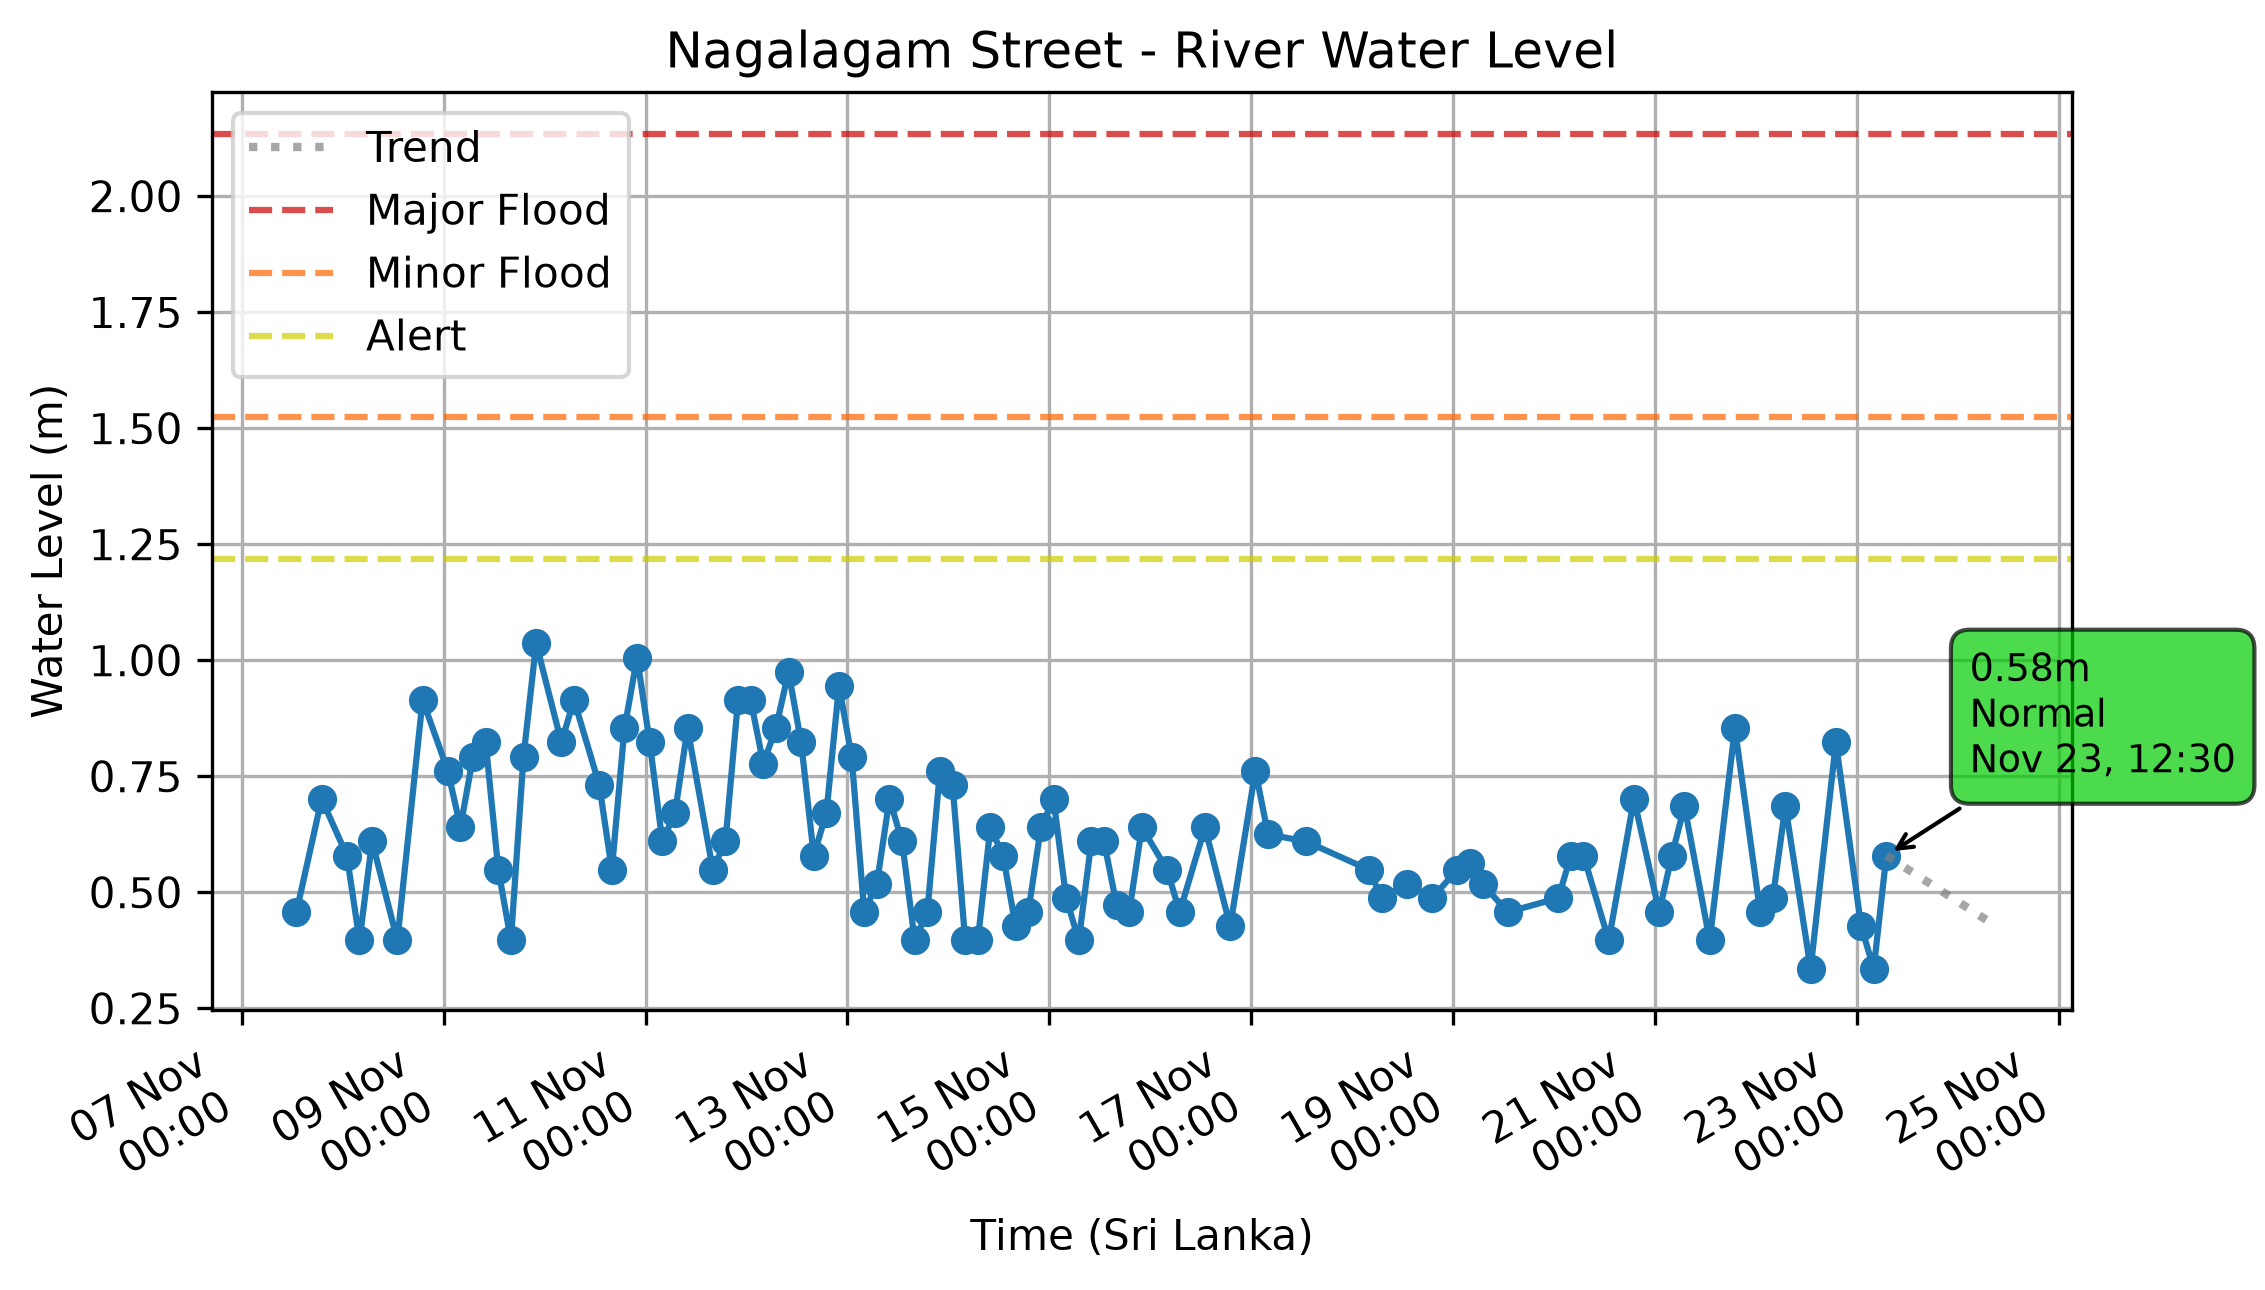 Nagalagam Street - River Water Level
Trend
Major Flood
Minor Flood
Alert
2.00
1.75
1.50
1.25
1.00
0.75
0.50
0.25
Water Level (m)
0.58m
Normal
Nov 23, 12:30
07 Nov
00:00
09 Nov
00:00
11 Nov
00:00
13 Nov
00:00
15 Nov
00:00
17 Nov
00:00
19 Nov
00:00
21 Nov
00:00
23 Nov
00:00
25 Nov
00:00
Time (Sri Lanka)